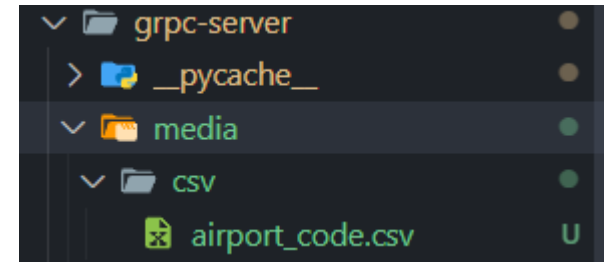 grpc-server
__pycache__
media
csv
airport_code.csv U